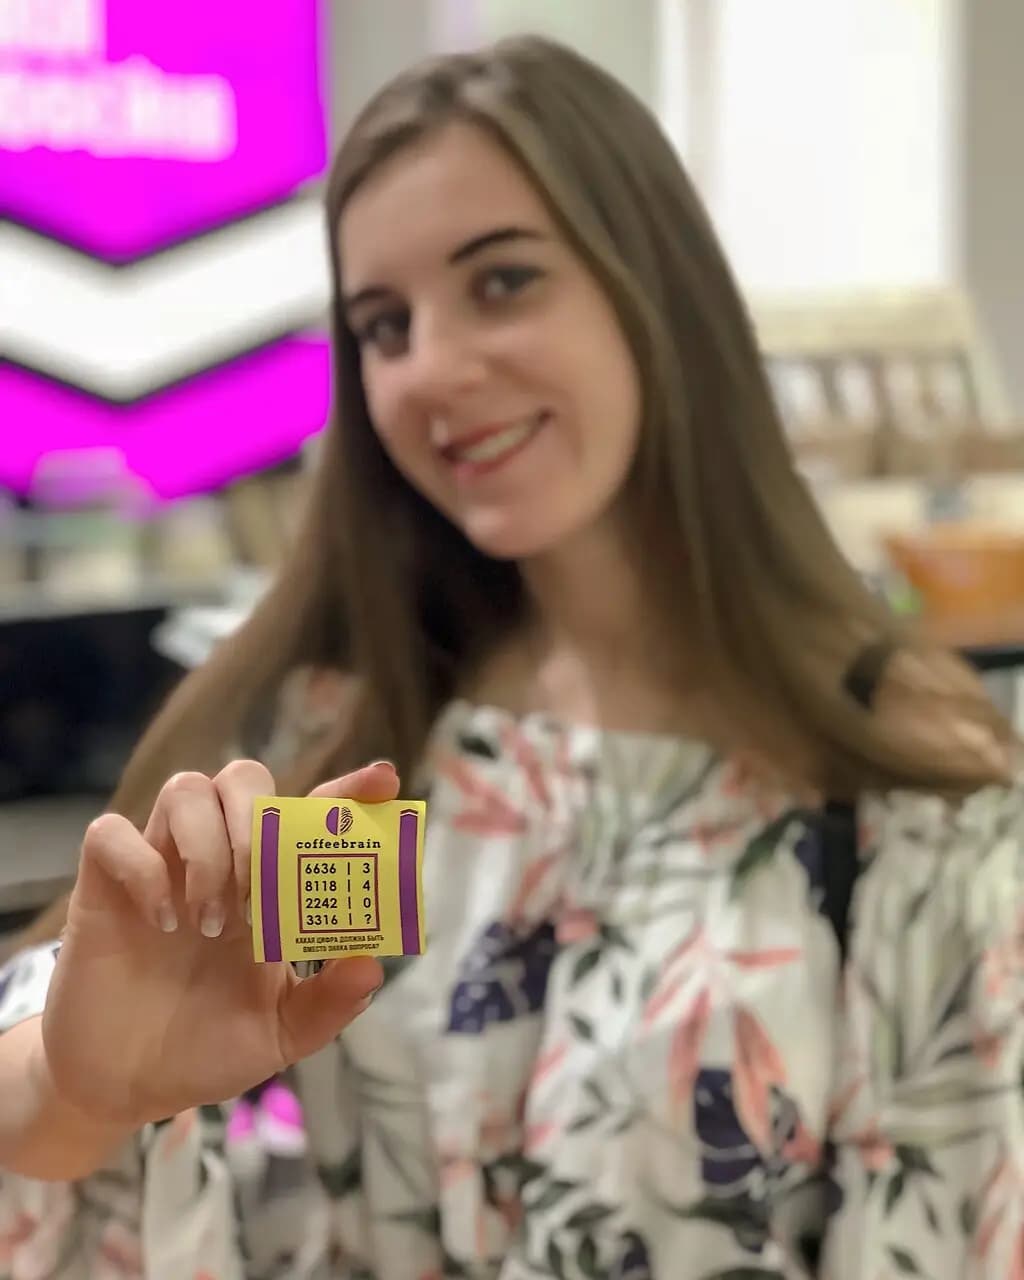 coffeebrain
6636 | 3
8118 | 4
2242 | 0
3316 | ?
КАКАЯ ЦИФРА ДОЛЖНА БЫТЬ
ВМЕСТО ЗНАКА ВОПРОСА?